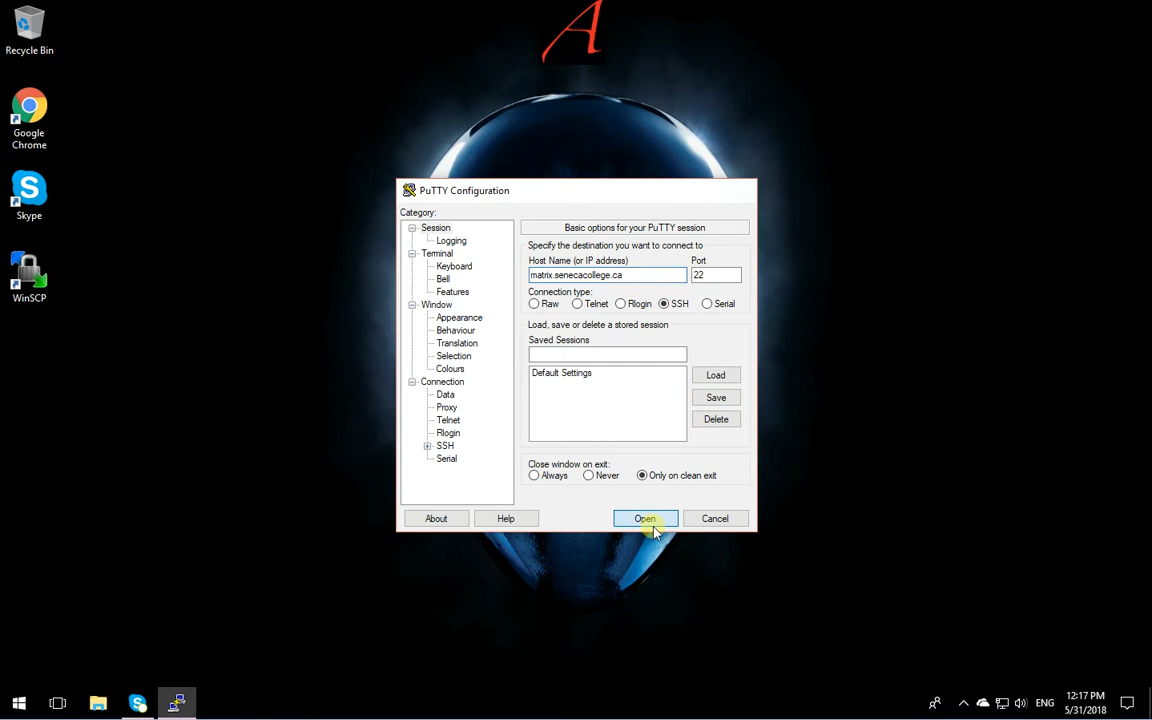 A
Recycle Bin
Google
Chrome
Skype
WinSCP
PuTTY Configuration
Category:
Session
Logging
Terminal
Keyboard
Bell
Features
Window
Appearance
Behaviour
Translation
Selection
Colours
Connection
Data
Proxy
Telnet
Rlogin
SSH
Serial
Basic options for your PuTTY session
Specify the destination you want to connect to
Host Name (or IP address) Port
matrix.senecacollege.ca 22
Connection type:
Raw Telnet Rlogin SSH Serial
Load, save or delete a stored session
Saved Sessions
Default Settings
Load
Save
Delete
Close window on exit:
Always Never Only on clean exit
About Help Open Cancel
ENG
12:17 PM
5/31/2018